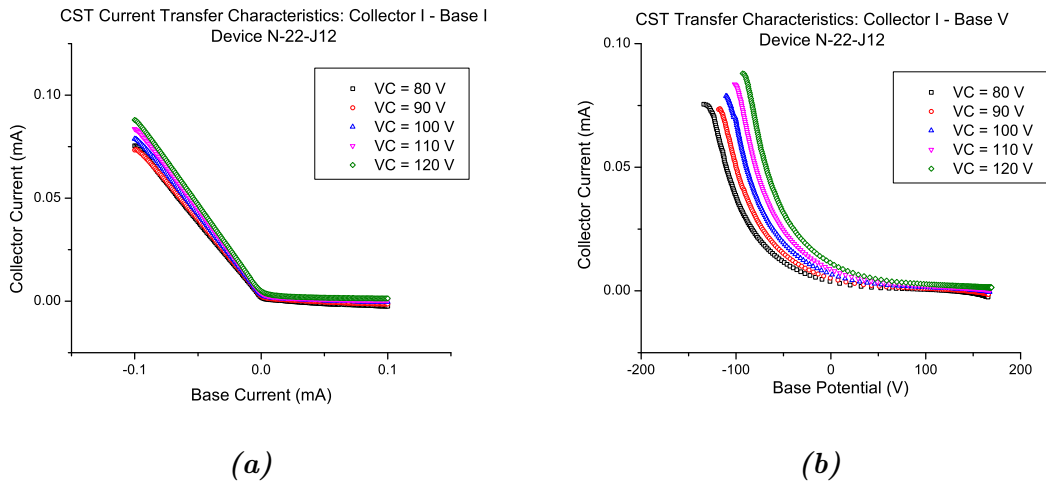 CST Current Transfer Characteristics: Collector I - Base I
Device N-22-J12
VC = 80 V
VC = 90 V
VC = 100 V
VC = 110 V
VC = 120 V
0.10
0.05
0.00
Collector Current (mA)
-0.1
0.0
0.1
Base Current (mA)
(a)
CST Transfer Characteristics: Collector I - Base V
Device N-22-J12
VC = 80 V
VC = 90 V
VC = 100 V
VC = 110 V
VC = 120 V
0.10
0.05
0.00
Collector Current (mA)
-100
0
100
200
Base Potential (V)
(b)